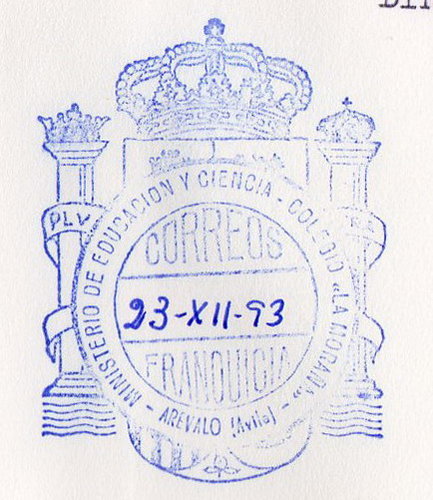 PLV
MINISTERIO DE EDUCACION Y CIENCIA - COLEGIO «LA MORAÑA»
CORREOS
23-XII-93
FRANQUICIA
- AREVALO (Avila) -